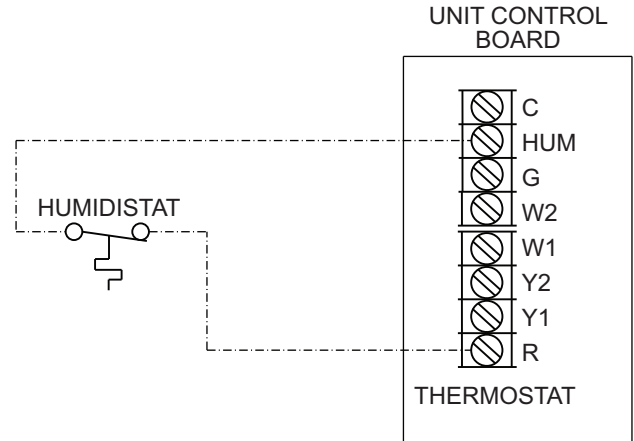 UNIT CONTROL
BOARD
C
HUM
G
HUMIDISTAT
W2
W1
Y2
Y1
R
THERMOSTAT